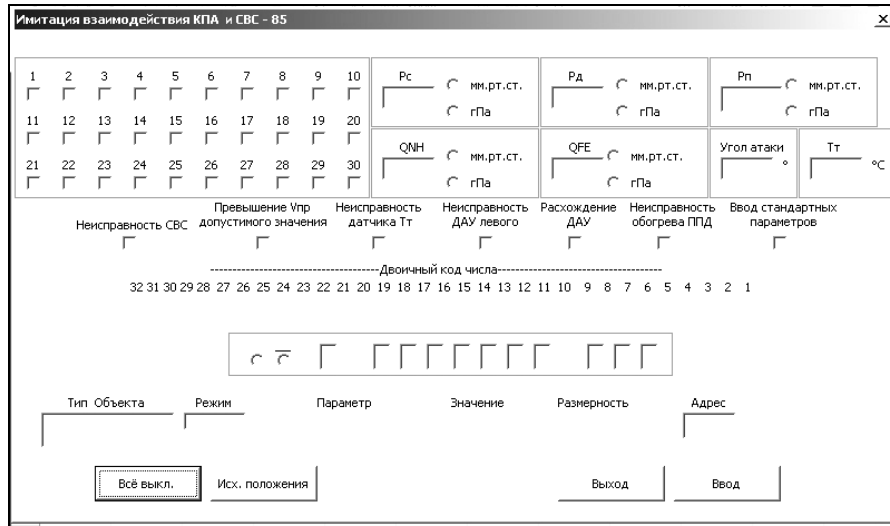 Имитация взаимодействия КПА и СВС - 85
1 2 3 4 5 6 7 8 9 10
11 12 13 14 15 16 17 18 19 20
21 22 23 24 25 26 27 28 29 30
Рс мм.рт.ст.
гПа
Рд мм.рт.ст.
гПа
Рп мм.рт.ст.
гПа
QNH мм.рт.ст.
гПа
QFE мм.рт.ст.
гПа
Угол атаки °
Тт °С
Неисправность СВС
Превышение Vпр
допустимого значения
Неисправность
датчика Тт
Неисправность
ДАУ левого
Расхождение
ДАУ
Неисправность
обогрева ППД
Ввод стандартных
параметров
---Двоичный код числа---
32 31 30 29 28 27 26 25 24 23 22 21 20 19 18 17 16 15 14 13 12 11 10 9 8 7 6 5 4 3 2 1
Тип Объекта Режим Параметр Значение Размерность Адрес
Всё выкл. Исх. положения Выход Ввод